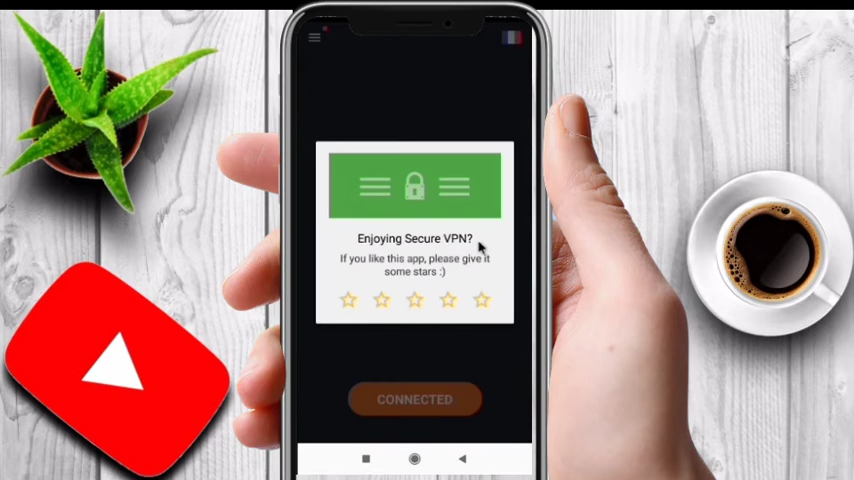 Enjoying Secure VPN?
If you like this app, please give it
some stars :)
CONNECTED